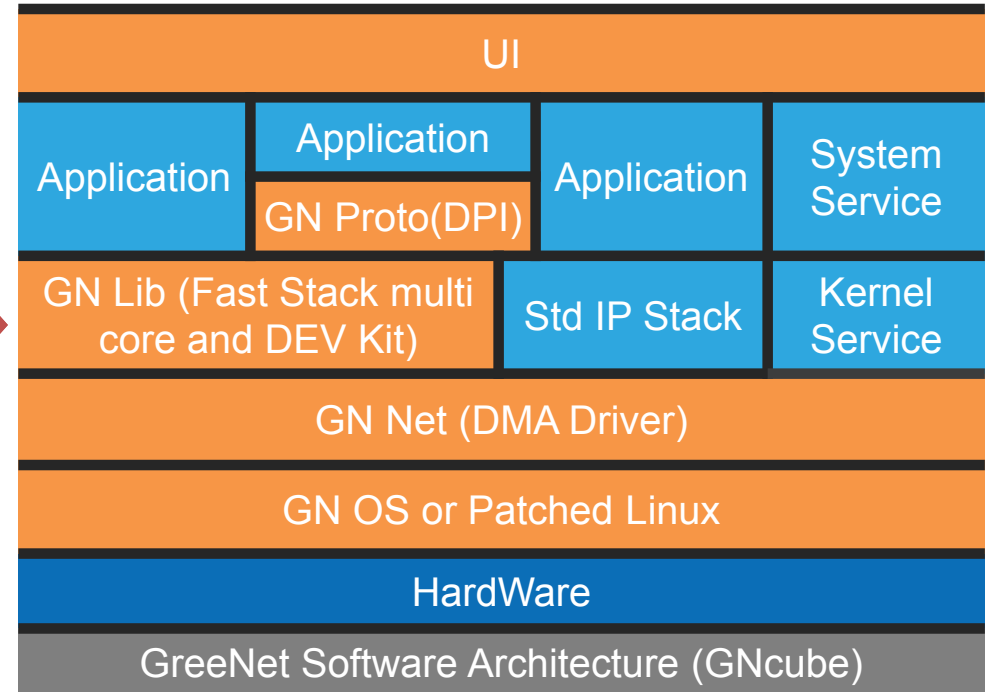 UI
Application
Application
GN Proto(DPI)
Application
System
Service
GN Lib (Fast Stack multi
core and DEV Kit)
Std IP Stack
Kernel
Service
GN Net (DMA Driver)
GN OS or Patched Linux
HardWare
GreeNet Software Architecture (GNcube)